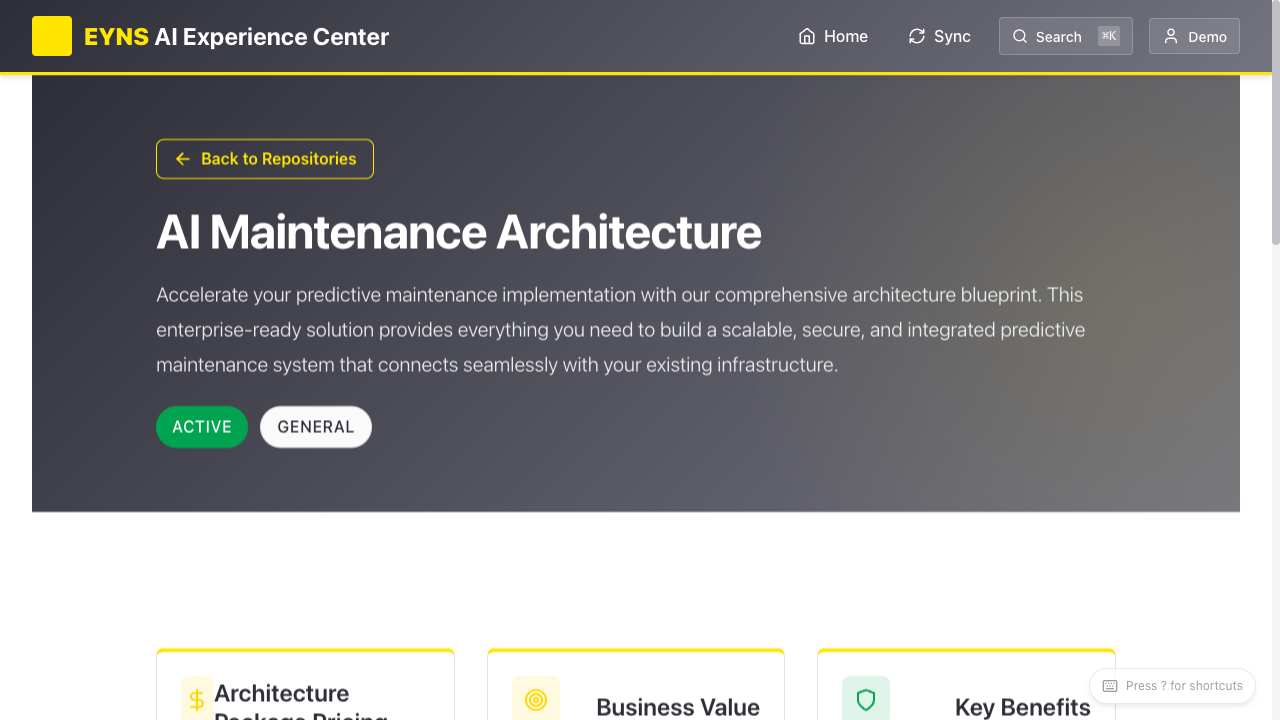 EYNS AI Experience Center
Home
Sync
Search
⌘K
Demo
Back to Repositories
AI Maintenance Architecture
Accelerate your predictive maintenance implementation with our comprehensive architecture blueprint. This
enterprise-ready solution provides everything you need to build a scalable, secure, and integrated predictive
maintenance system that connects seamlessly with your existing infrastructure.
ACTIVE
GENERAL
Architecture
Package Pricing
Business Value
Key Benefits
Press ? for shortcuts